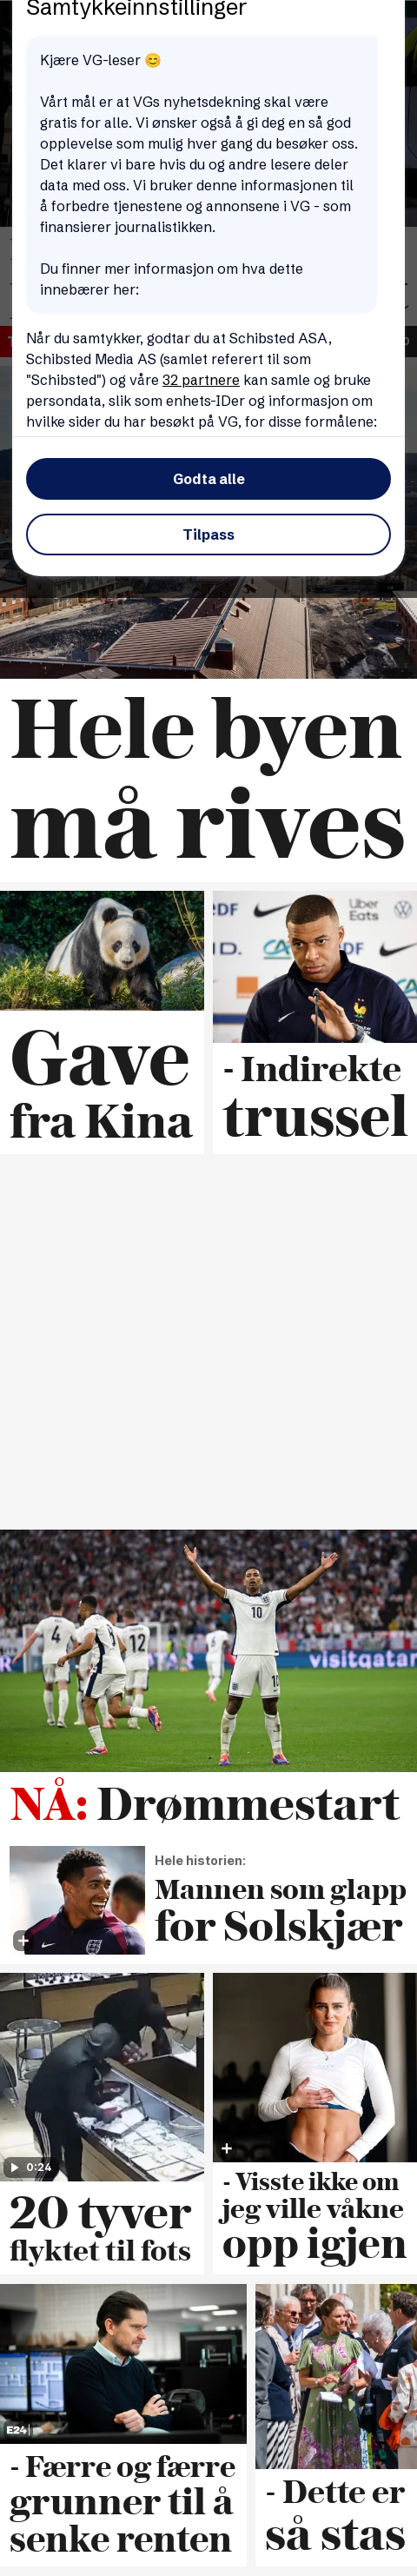 Samtykkeinnstillinger
Kjære VG-leser 😊
Vårt mål er at VGs nyhetsdekning skal være
gratis for alle. Vi ønsker også å gi deg en så god
opplevelse som mulig hver gang du besøker oss.
Det klarer vi bare hvis du og andre lesere deler
data med oss. Vi bruker denne informasjonen til
å forbedre tjenestene og annonsene i VG - som
finansierer journalistikken.
Du finner mer informasjon om hva dette
innebærer her:
Når du samtykker, godtar du at Schibsted ASA,
Schibsted Media AS (samlet referert til som
"Schibsted") og våre 32 partnere kan samle og bruke
persondata, slik som enhets-IDer og informasjon om
hvilke sider du har besøkt på VG, for disse formålene:
Godta alle
Tilpass
Hele byen
må rives
Uber
Eats
Gave
fra Kina
- Indirekte
trussel
4
12
10
10
visitqatar
NÅ: Drømmestart
Hele historien:
Mannen som glapp
for Solskjær
0:24
20 tyver
flyktet til fots
- Visste ikke om
jeg ville våkne
opp igjen
E24
- Færre og færre
grunner til å
senke renten
- Dette er
så stas